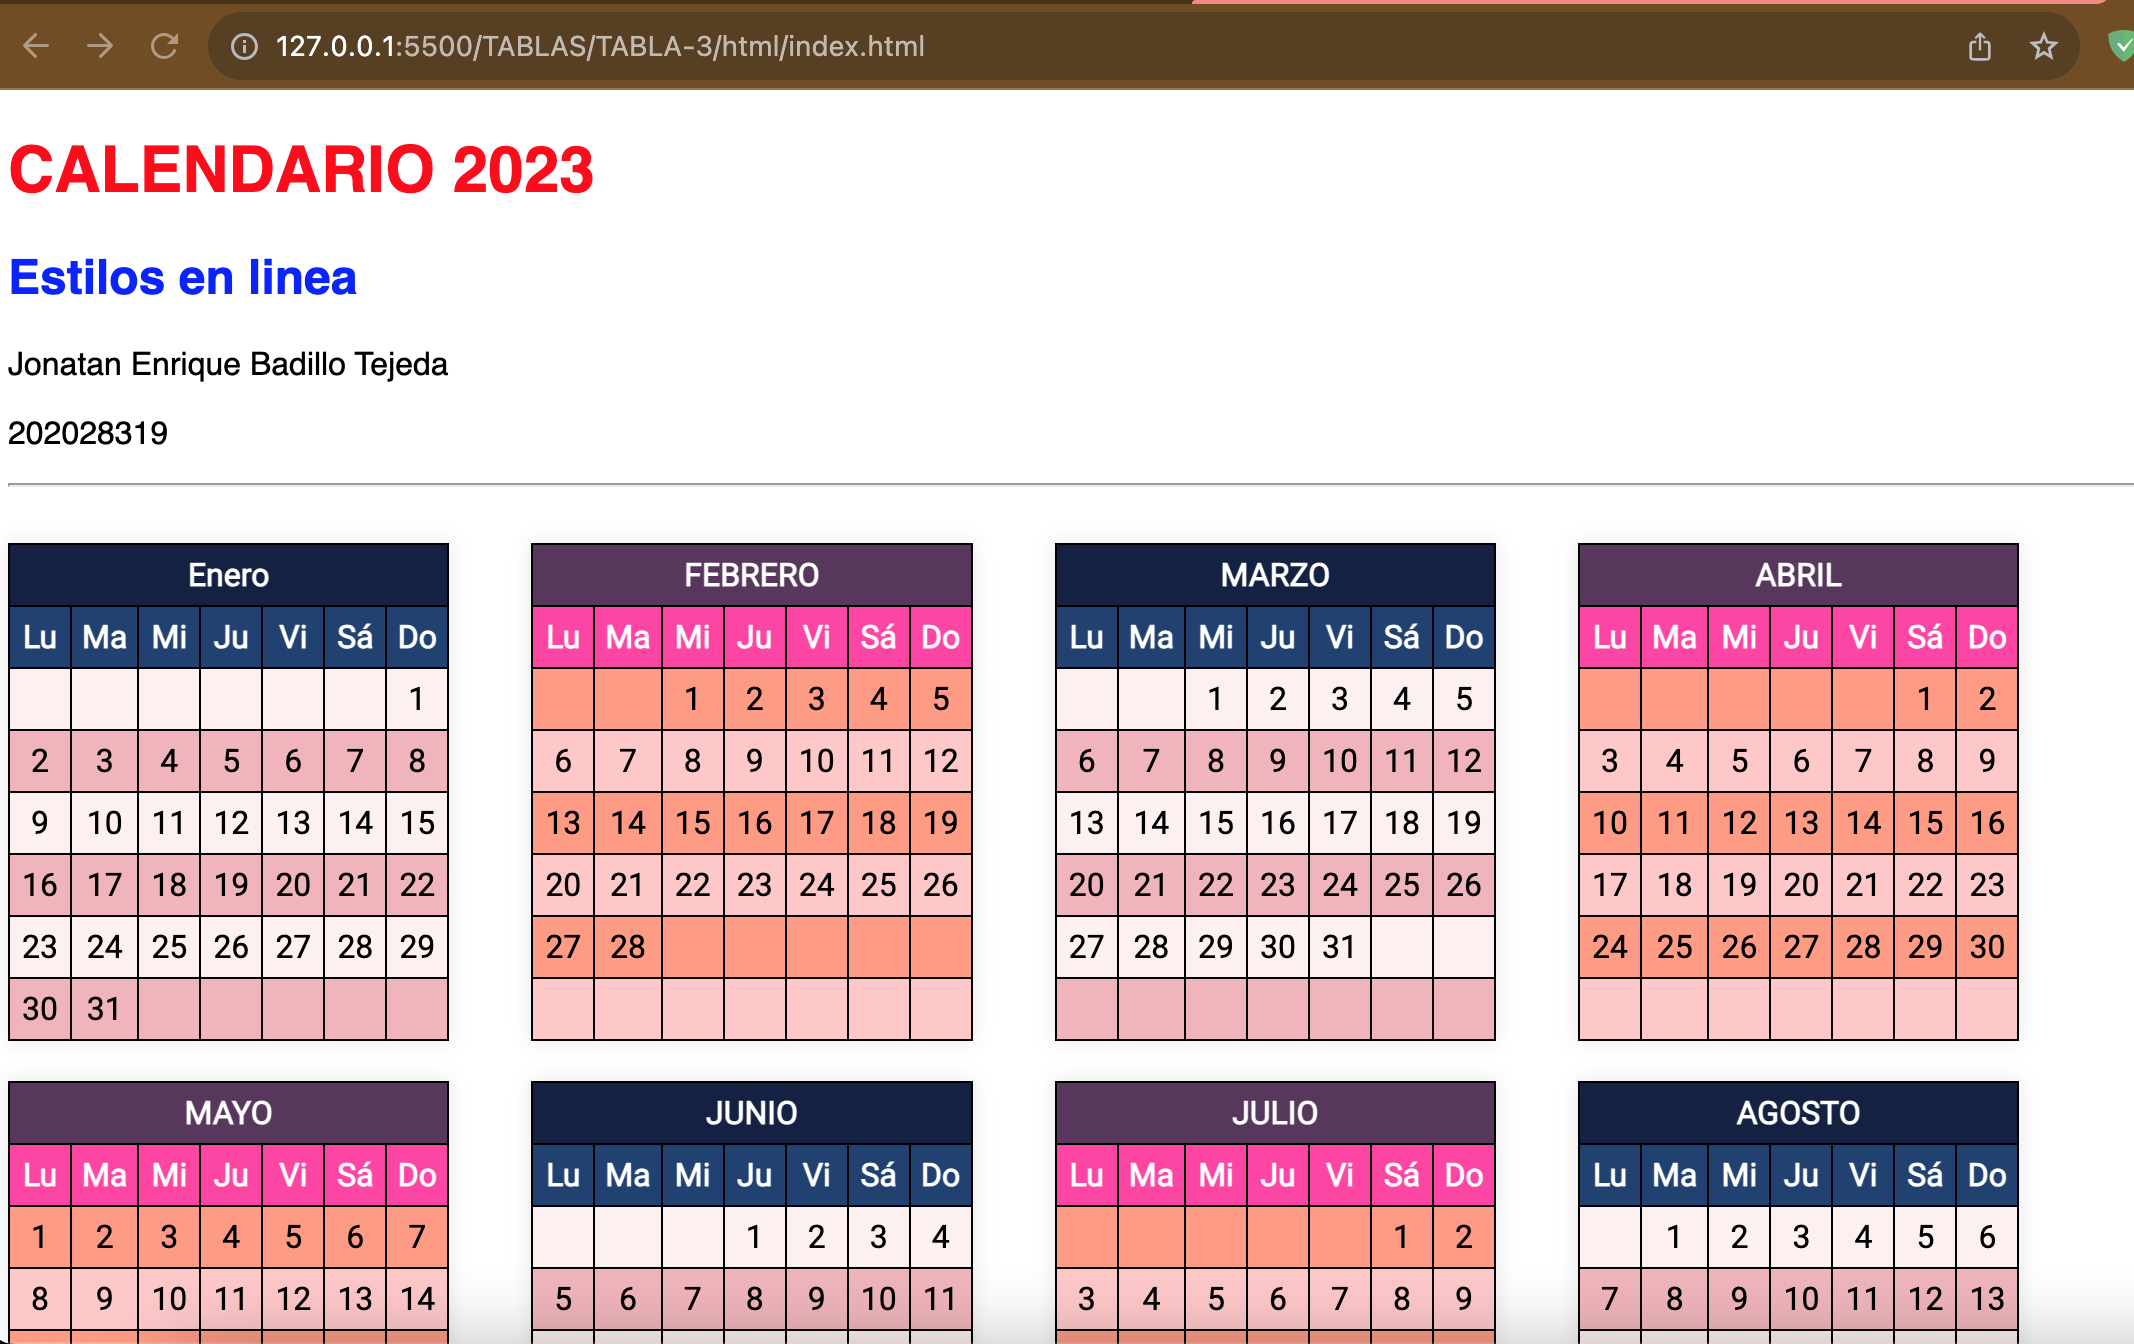 127.0.0.1:5500/TABLAS/TABLA-3/html/index.html
CALENDARIO 2023
Estilos en linea
Jonatan Enrique Badillo Tejeda
202028319
Enero
Lu Ma Mi Ju Vi Sá Do
1
2 3 4 5 6 7 8
9 10 11 12 13 14 15
16 17 18 19 20 21 22
23 24 25 26 27 28 29
30 31
FEBRERO
Lu Ma Mi Ju Vi Sá Do
1 2 3 4 5
6 7 8 9 10 11 12
13 14 15 16 17 18 19
20 21 22 23 24 25 26
27 28
MARZO
Lu Ma Mi Ju Vi Sá Do
1 2 3 4 5
6 7 8 9 10 11 12
13 14 15 16 17 18 19
20 21 22 23 24 25 26
27 28 29 30 31
ABRIL
Lu Ma Mi Ju Vi Sá Do
1 2
3 4 5 6 7 8 9
10 11 12 13 14 15 16
17 18 19 20 21 22 23
24 25 26 27 28 29 30
MAYO
Lu Ma Mi Ju Vi Sá Do
1 2 3 4 5 6 7
8 9 10 11 12 13 14
JUNIO
Lu Ma Mi Ju Vi Sá Do
1 2 3 4
5 6 7 8 9 10 11
JULIO
Lu Ma Mi Ju Vi Sá Do
1 2
3 4 5 6 7 8 9
AGOSTO
Lu Ma Mi Ju Vi Sá Do
1 2 3 4 5 6
7 8 9 10 11 12 13